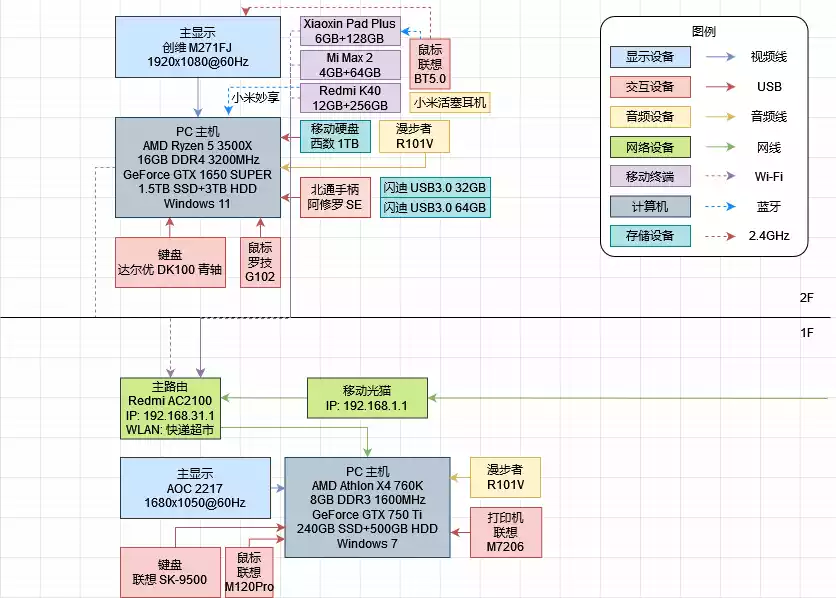 主显示
创维 M271FJ
1920x1080@60Hz
Xiaoxin Pad Plus
6GB+128GB
Mi Max 2
4GB+64GB
Redmi K40
12GB+256GB
鼠标
联想
BT5.0
小米妙享
小米活塞耳机
PC 主机
AMD Ryzen 5 3500X
16GB DDR4 3200MHz
GeForce GTX 1650 SUPER
1.5TB SSD+3TB HDD
Windows 11
移动硬盘
西数 1TB
漫步者
R101V
北通手柄
阿修罗 SE
闪迪 USB3.0 32GB
闪迪 USB3.0 64GB
键盘
达尔优 DK100 青轴
鼠标
罗技
G102
图例
显示设备
视频线
交互设备
USB
音频设备
音频线
网络设备
网线
移动终端
Wi-Fi
计算机
蓝牙
存储设备
2.4GHz
2F
1F
主路由
Redmi AC2100
IP: 192.168.31.1
WLAN: 快递超市
移动光猫
IP: 192.168.1.1
主显示
AOC 2217
1680x1050@60Hz
PC 主机
AMD Athlon X4 760K
8GB DDR3 1600MHz
GeForce GTX 750 Ti
240GB SSD+500GB HDD
Windows 7
漫步者
R101V
打印机
联想
M7206
键盘
联想 SK-9500
鼠标
联想
M120Pro